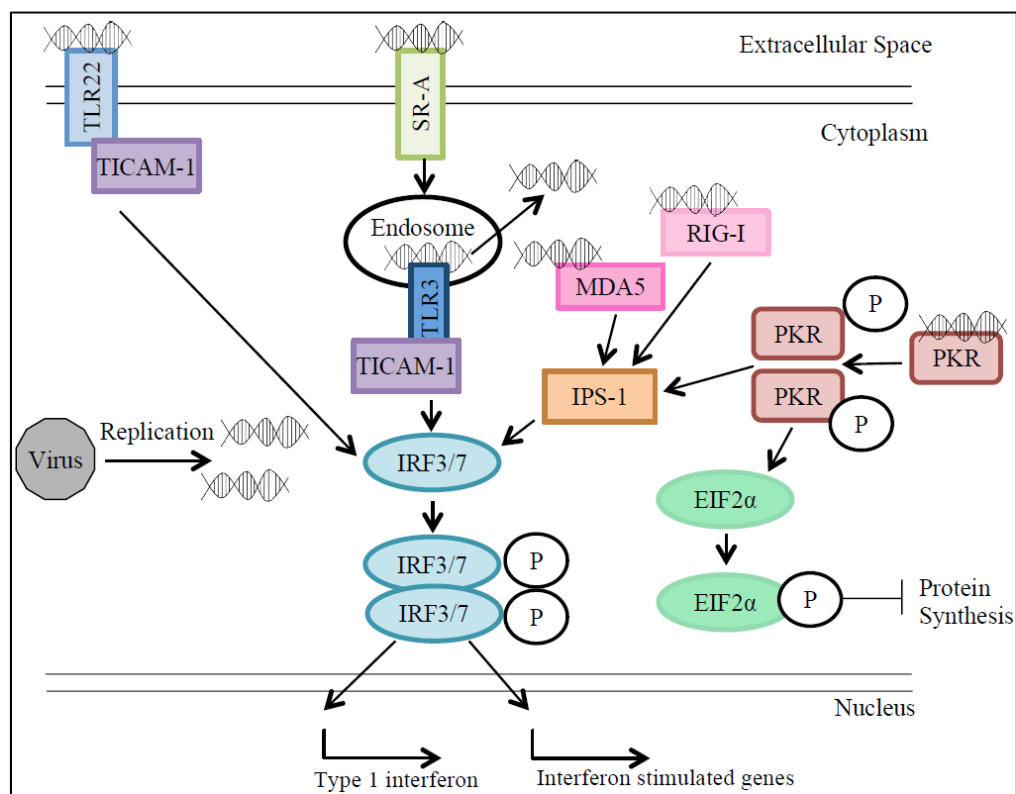 Extracellular Space
TLR22
SR-A
Cytoplasm
TICAM-1
Endosome
RIG-I
MDA5
TLR3
P
PKR
PKR
TICAM-1
IPS-1
PKR
P
Replication
Virus
IRF3/7
EIF2α
IRF3/7
P
IRF3/7
P
EIF2α
P
Protein
Synthesis
Nucleus
Type 1 interferon
Interferon stimulated genes